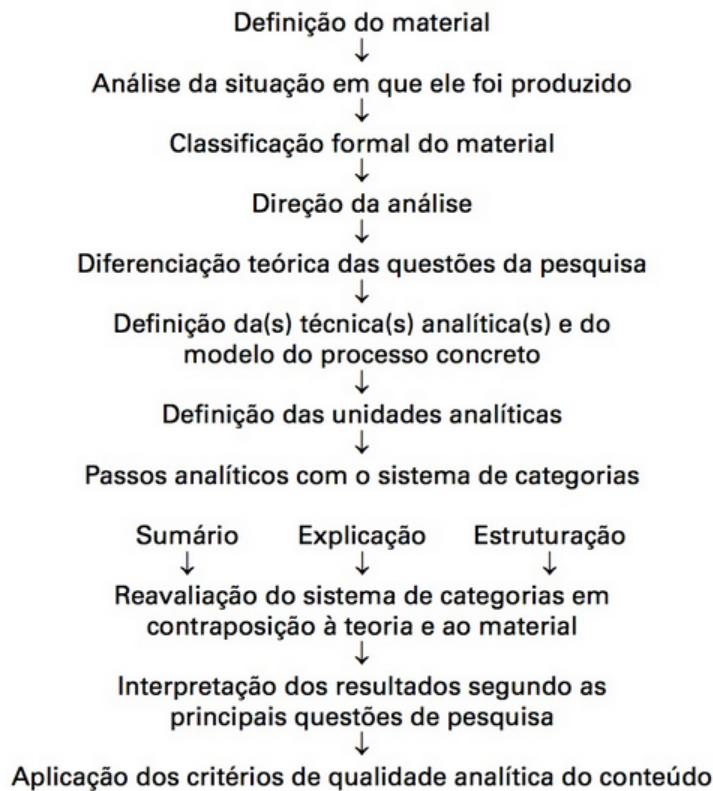 Definição do material
↓
Análise da situação em que ele foi produzido
↓
Classificação formal do material
↓
Direção da análise
↓
Diferenciação teórica das questões da pesquisa
↓
Definição da(s) técnica(s) analítica(s) e do
modelo do processo concreto
↓
Definição das unidades analíticas
↓
Passos analíticos com o sistema de categorias
Sumário Explicação Estruturação
↓ ↓ ↓
Reavaliação do sistema de categorias em
contraposição à teoria e ao material
↓
Interpretação dos resultados segundo as
principais questões de pesquisa
↓
Aplicação dos critérios de qualidade analítica do conteúdo